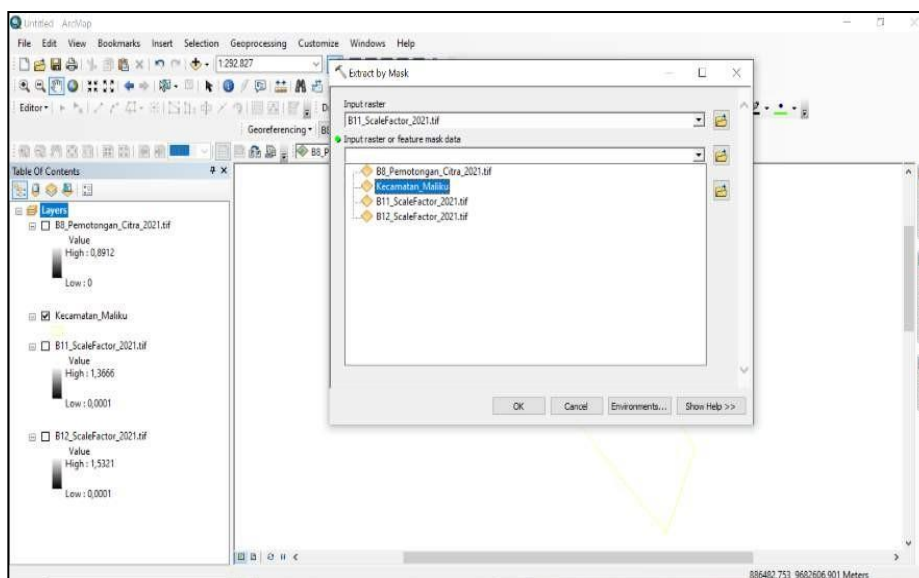 Untitled - ArcMap
File Edit View Bookmarks Insert Selection Geoprocessing Customize Windows Help
1:292.827
Editor
Georeferencing
Table Of Contents
Layers
B8_Pemotongan_Citra_2021.tif
Value
High : 0,8912
Low : 0
Kecamatan_Maliku
B11_ScaleFactor_2021.tif
Value
High : 1,3666
Low : 0,0001
B12_ScaleFactor_2021.tif
Value
High : 1,5321
Low : 0,0001
Extract by Mask
Input raster
B11_ScaleFactor_2021.tif
Input raster or feature mask data
B8_Pemotongan_Citra_2021.tif
Kecamatan_Maliku
B11_ScaleFactor_2021.tif
B12_ScaleFactor_2021.tif
OK Cancel Environments... Show Help >>
886482,753 9682606,901 Meters